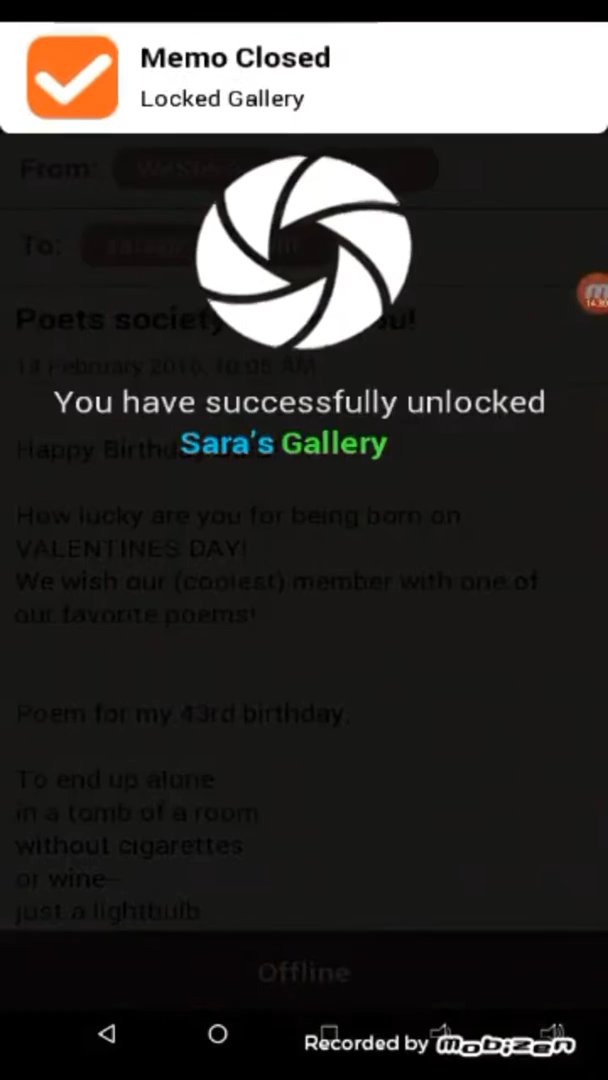 Memo Closed
Locked Gallery
From:
To:
Poets society
14 February 2016, 10:05 AM
You have successfully unlocked
Sara's Gallery
Happy Birthday
How lucky are you for being born on
VALENTINES DAY!
We wish our (coolest) member with one of
our favorite poems!
Poem for my 43rd birthday.
To end up alone
in a tomb of a room
without cigarettes
or wine-
just a lightbulb
Offline
Recorded by mobizen